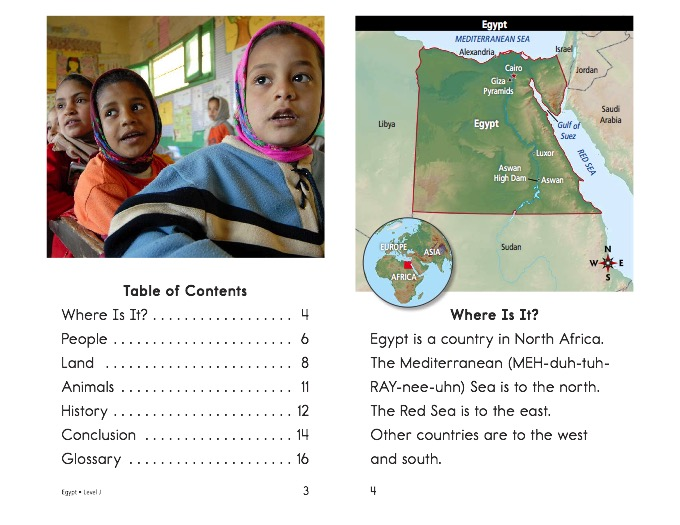 Table of Contents
Where Is It? . . . . . . . . . . . . . . . . . . 4
People . . . . . . . . . . . . . . . . . . . . . . . 6
Land . . . . . . . . . . . . . . . . . . . . . . . . 8
Animals . . . . . . . . . . . . . . . . . . . . . . 11
History . . . . . . . . . . . . . . . . . . . . . . . 12
Conclusion . . . . . . . . . . . . . . . . . . . 14
Glossary . . . . . . . . . . . . . . . . . . . . . 16
Egypt • Level J
3
Egypt
MEDITERRANEAN SEA
Alexandria
Israel
Jordan
Cairo
Giza
Pyramids
Saudi
Arabia
Libya
Egypt
Gulf of
Suez
RED SEA
Luxor
Aswan
High Dam
Aswan
Sudan
EUROPE
ASIA
AFRICA
N
W E
S
Where Is It?
Egypt is a country in North Africa.
The Mediterranean (MEH-duh-tuh-
RAY-nee-uhn) Sea is to the north.
The Red Sea is to the east.
Other countries are to the west
and south.
4